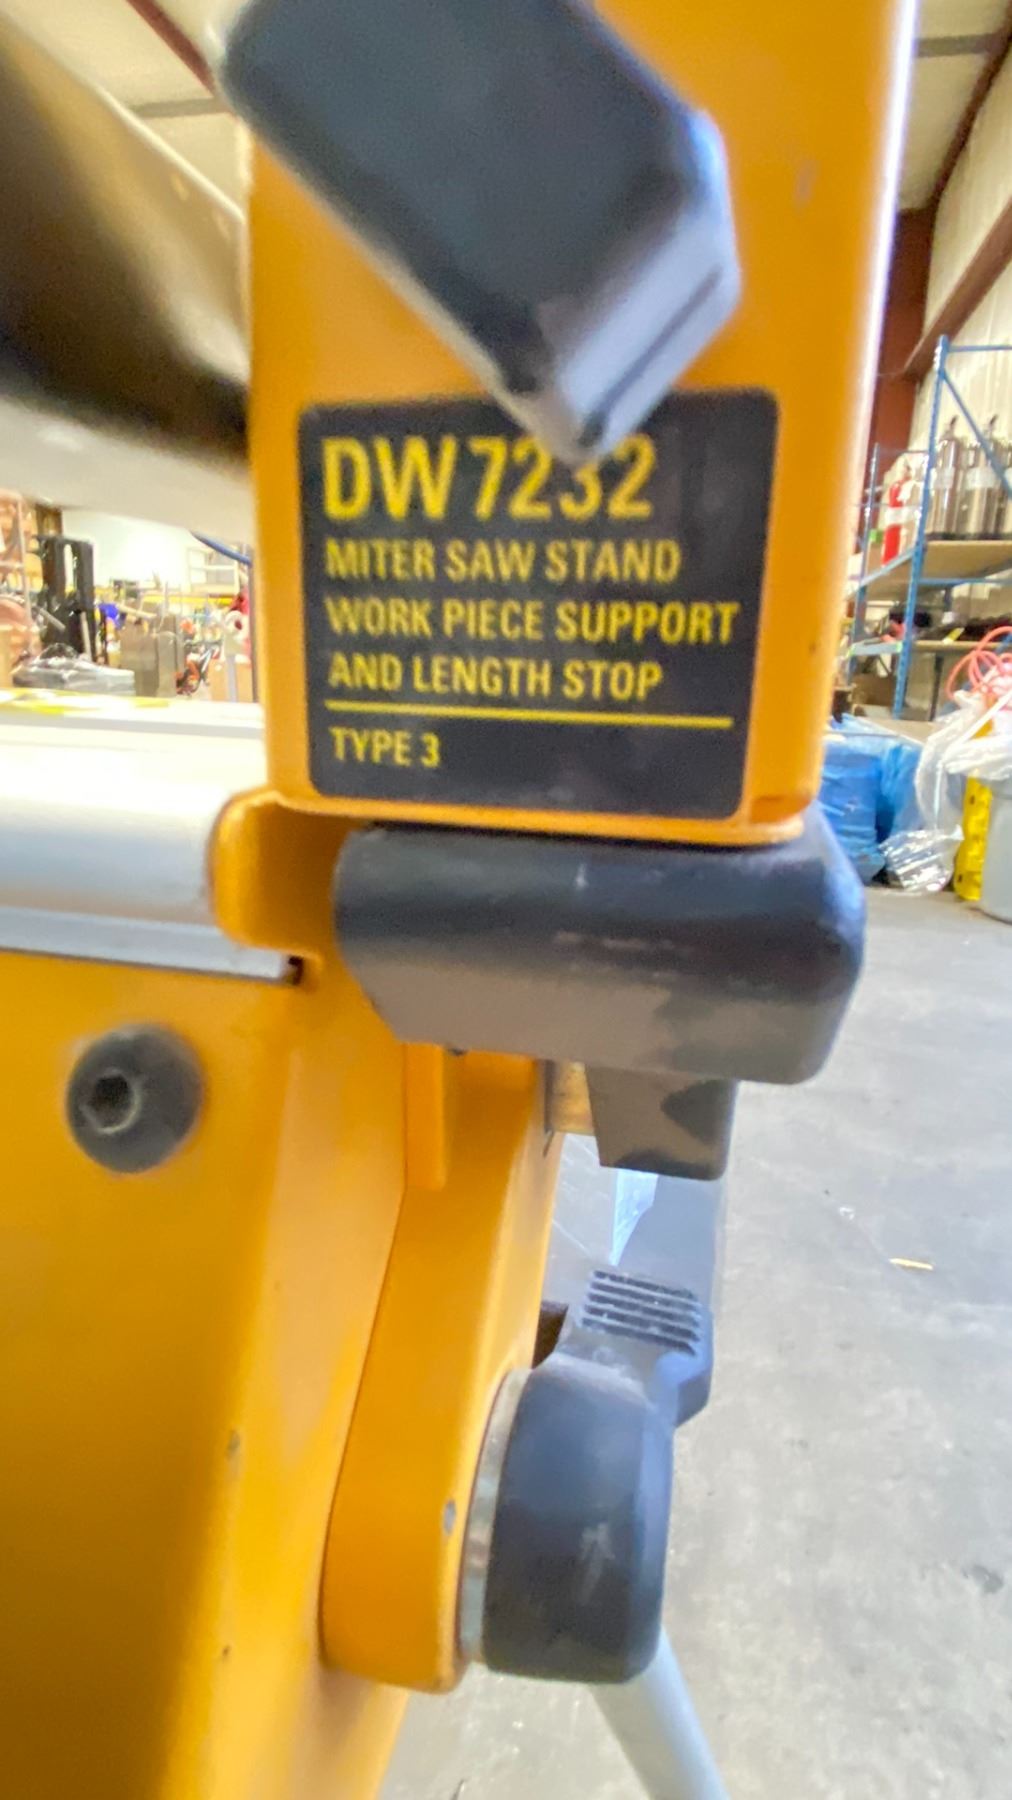 DW7232
MITER SAW STAND
WORK PIECE SUPPORT
AND LENGTH STOP
TYPE 3